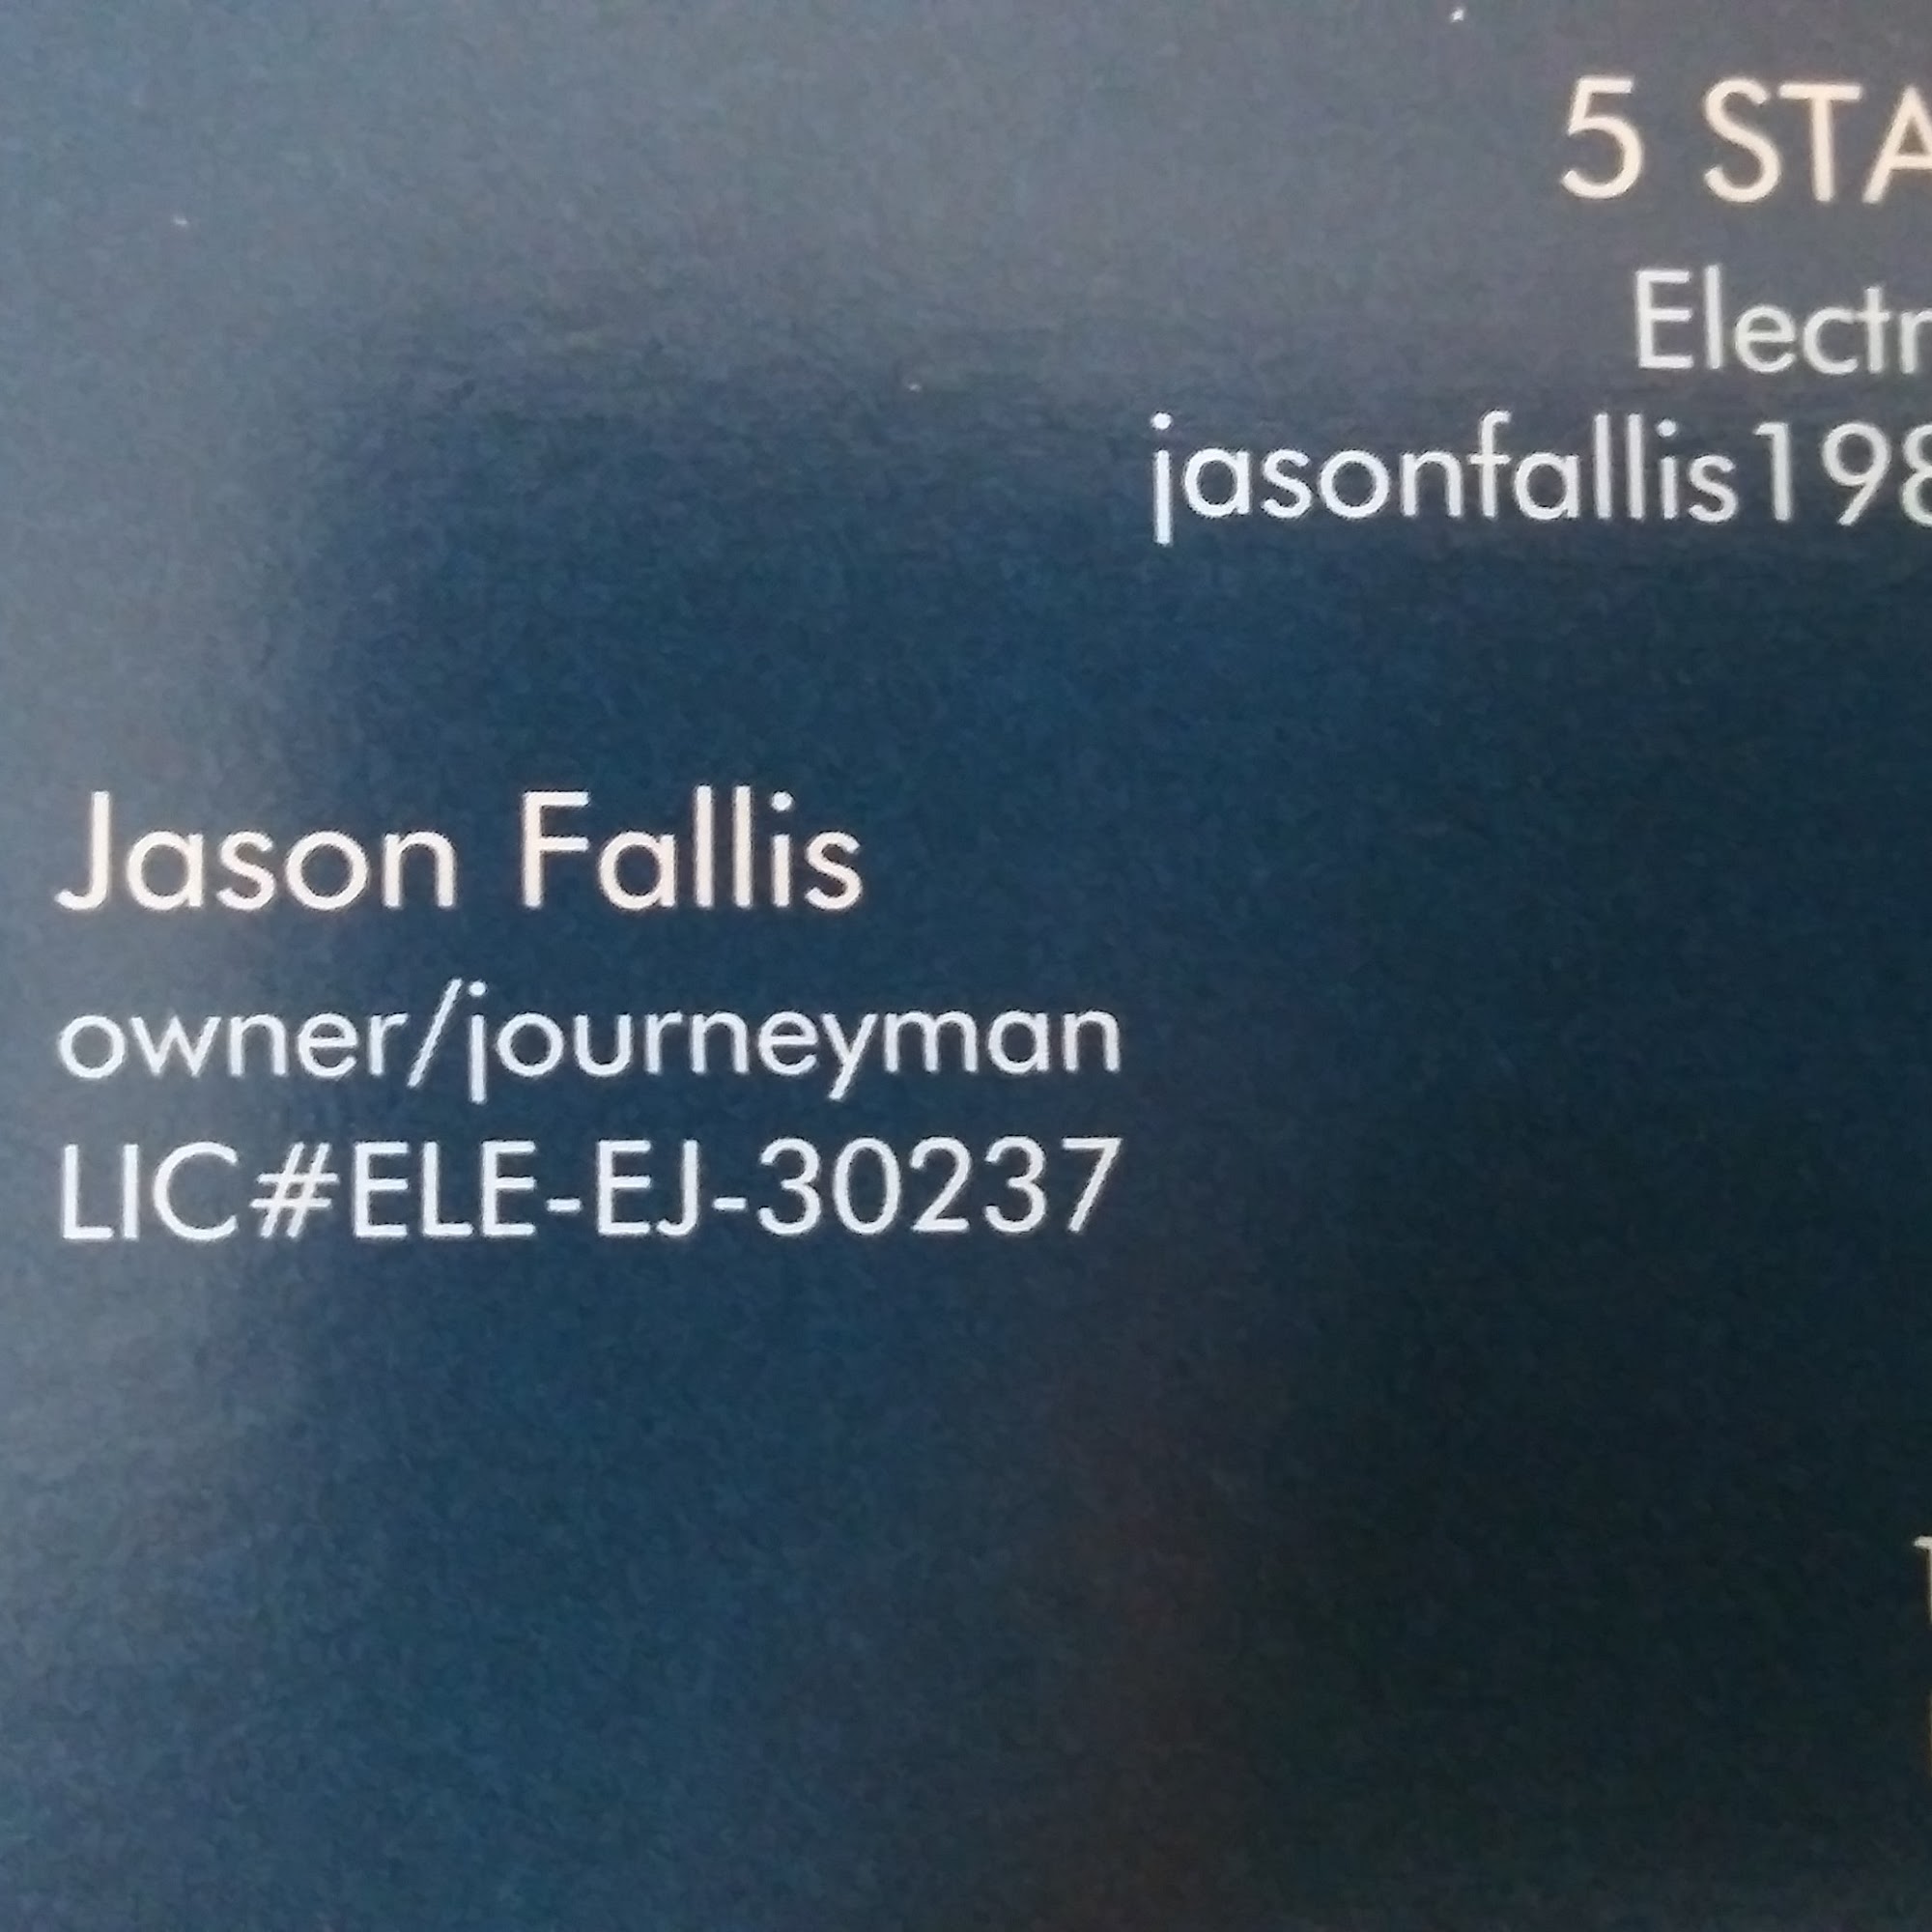 5 STA
Electr
jasonfallis198
Jason Fallis
owner/journeyman
LIC#ELE-EJ-30237